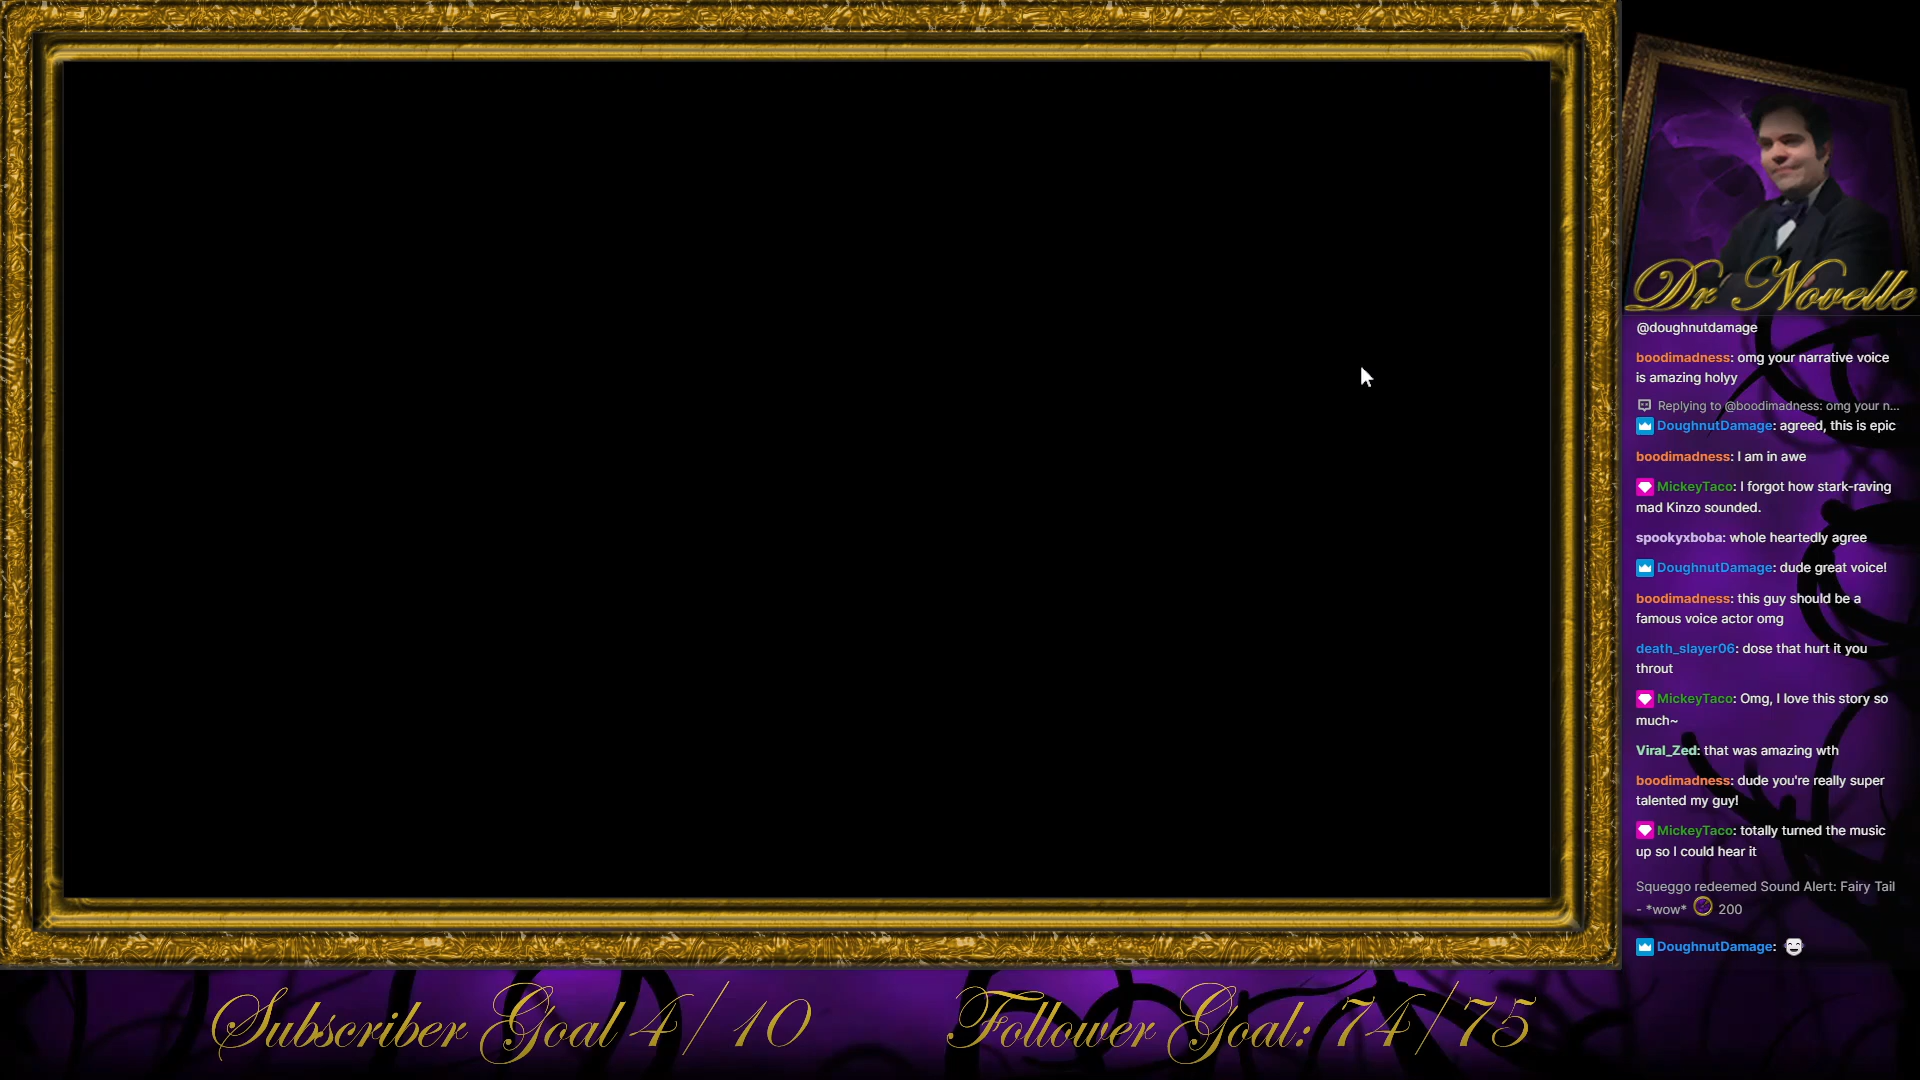 Dr Novelle
@doughnutdamage
boodimadness: omg your narrative voice
is amazing holyy
Replying to @boodimadness: omg your n...
DoughnutDamage: agreed, this is epic
boodimadness: I am in awe
MickeyTaco: I forgot how stark-raving
mad Kinzo sounded.
spookyxboba: whole heartedly agree
DoughnutDamage: dude great voice!
boodimadness: this guy should be a
famous voice actor omg
death_slayer06: dose that hurt it you
throut
MickeyTaco: Omg, I love this story so
much~
Viral_Zed: that was amazing wth
boodimadness: dude you're really super
talented my guy!
MickeyTaco: totally turned the music
up so I could hear it
Squeggo redeemed Sound Alert: Fairy Tail
- *wow* 200
DoughnutDamage:
Subscriber Goal 4/10
Follower Goal: 74/75